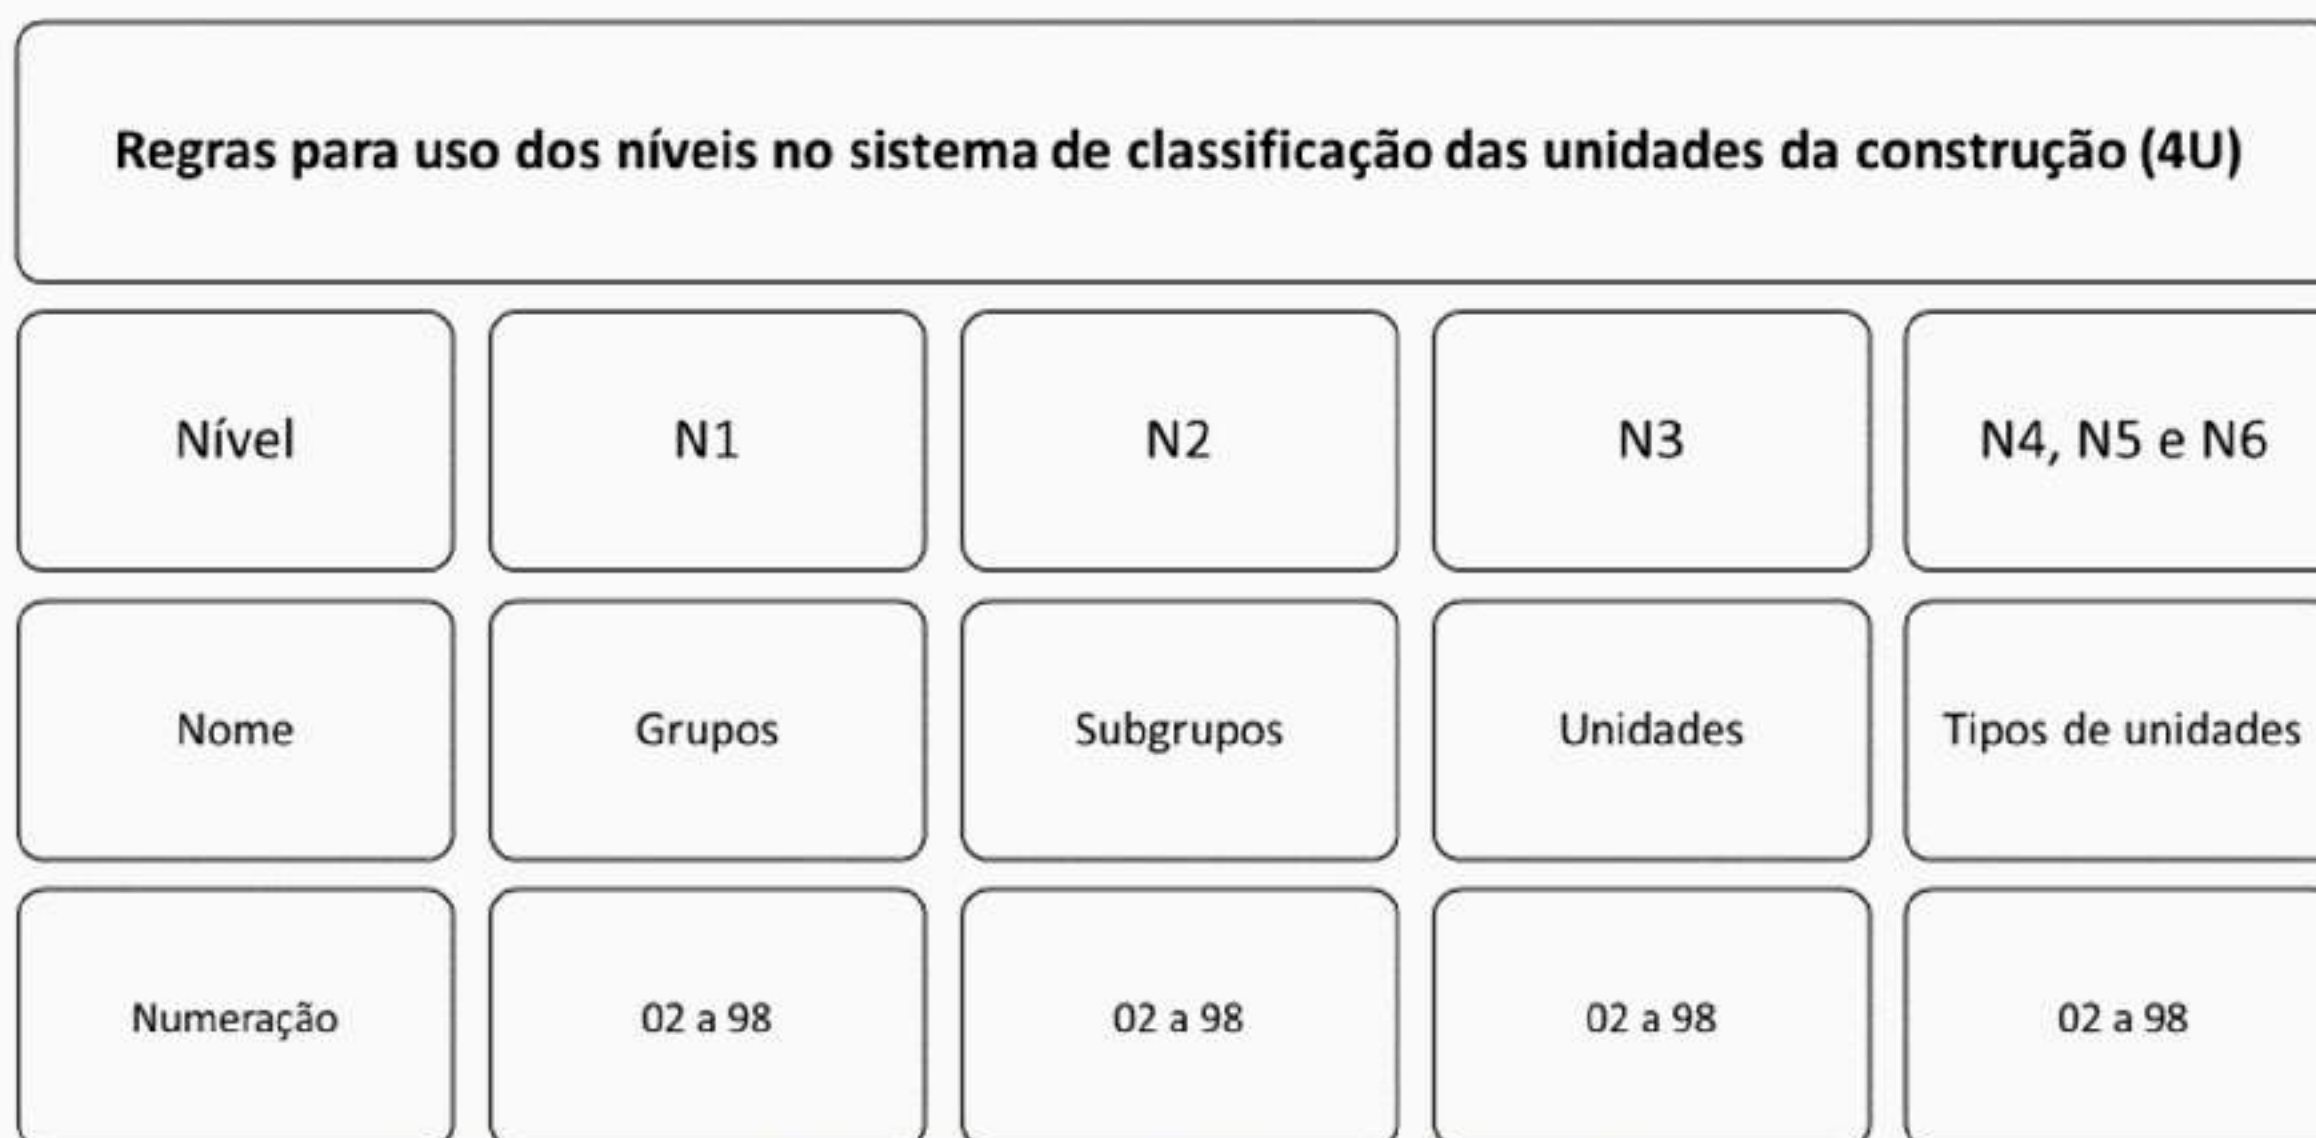 Regras para uso dos níveis no sistema de classificação das unidades da construção (4U)
Nível N1 N2 N3 N4, N5 e N6
Nome Grupos Subgrupos Unidades Tipos de unidades
Numeração 02 a 98 02 a 98 02 a 98 02 a 98